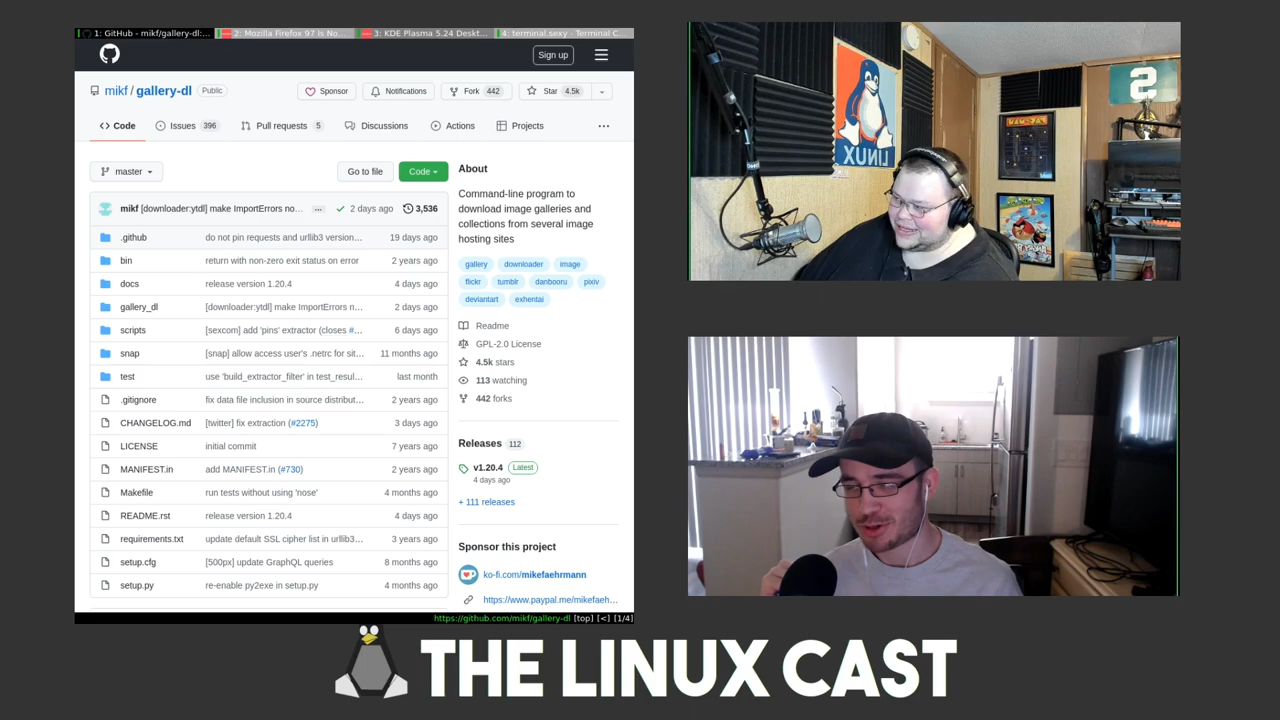 1: GitHub - mikf/gallery-dl:...
2: Mozilla Firefox 97 Is No...
3: KDE Plasma 5.24 Deskt...
4: terminal.sexy - Terminal C...
Sign up
mikf / gallery-dl Public
Sponsor
Notifications
Fork 442
Star 4.5k
Code
Issues 396
Pull requests 5
Discussions
Actions
Projects
...
master
Go to file
Code
mikf [downloader:ytdl] make ImportErrors no... ... 2 days ago 3,536
.github do not pin requests and urllib3 version... 19 days ago
bin return with non-zero exit status on error 2 years ago
docs release version 1.20.4 4 days ago
gallery_dl [downloader:ytdl] make ImportErrors n... 2 days ago
scripts [sexcom] add 'pins' extractor (closes #... 6 days ago
snap [snap] allow access user's .netrc for sit... 11 months ago
test use 'build_extractor_filter' in test_resul... last month
.gitignore fix data file inclusion in source distribut... 2 years ago
CHANGELOG.md [twitter] fix extraction (#2275) 3 days ago
LICENSE initial commit 7 years ago
MANIFEST.in add MANIFEST.in (#730) 2 years ago
Makefile run tests without using 'nose' 4 months ago
README.rst release version 1.20.4 4 days ago
requirements.txt update default SSL cipher list in urllib3... 3 years ago
setup.cfg [500px] update GraphQL queries 8 months ago
setup.py re-enable py2exe in setup.py 4 months ago
About
Command-line program to
download image galleries and
collections from several image
hosting sites
gallery downloader image
flickr tumblr danbooru pixiv
deviantart exhentai
Readme
GPL-2.0 License
4.5k stars
113 watching
442 forks
Releases 112
v1.20.4 Latest
4 days ago
+ 111 releases
Sponsor this project
ko-fi.com/mikefaehrmann
https://www.paypal.me/mikefaeh...
https://github.com/mikf/gallery-dl [top] [<] [1/4]
LINUX
PAC-MAN
THE LINUX CAST